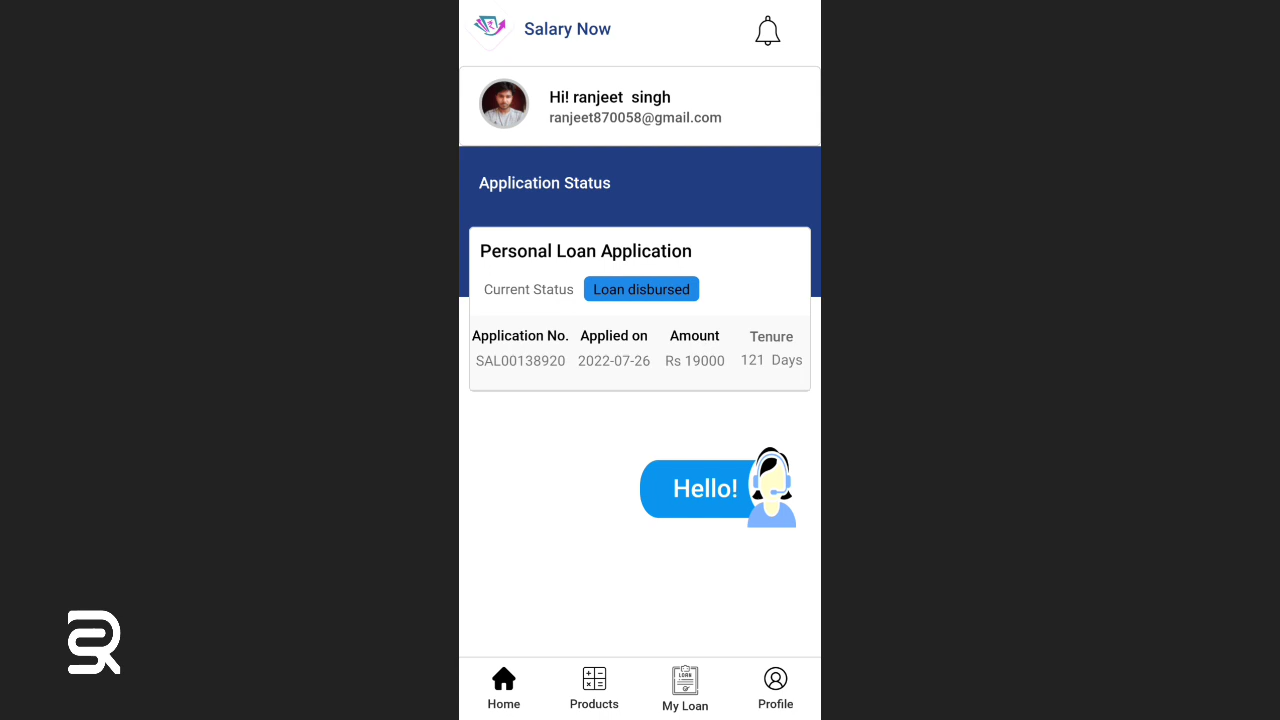 Salary Now
Hi! ranjeet  singh
ranjeet870058@gmail.com
Application Status
Personal Loan Application
Current Status Loan disbursed
Application No. Applied on Amount Tenure
SAL00138920 2022-07-26 Rs 19000 121 Days
Hello!
LOAN
Home Products My Loan Profile